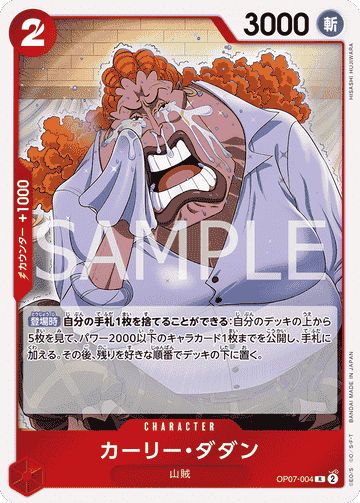 2
3000
斬
HISASHI FUJIWARA
カウンター +1000
SAMPLE
登場時 自分の手札1枚を捨てることができる:自分のデッキの上から
5枚を見て、パワー2000以下のキャラカード1枚までを公開し、手札に
加える。その後、残りを好きな順番でデッキの下に置く。
CHARACTER
カーリー・ダダン
山賊
OP07-004 R 2
©E.O/S. ©O./S・F・T BANDAI MADE IN JAPAN